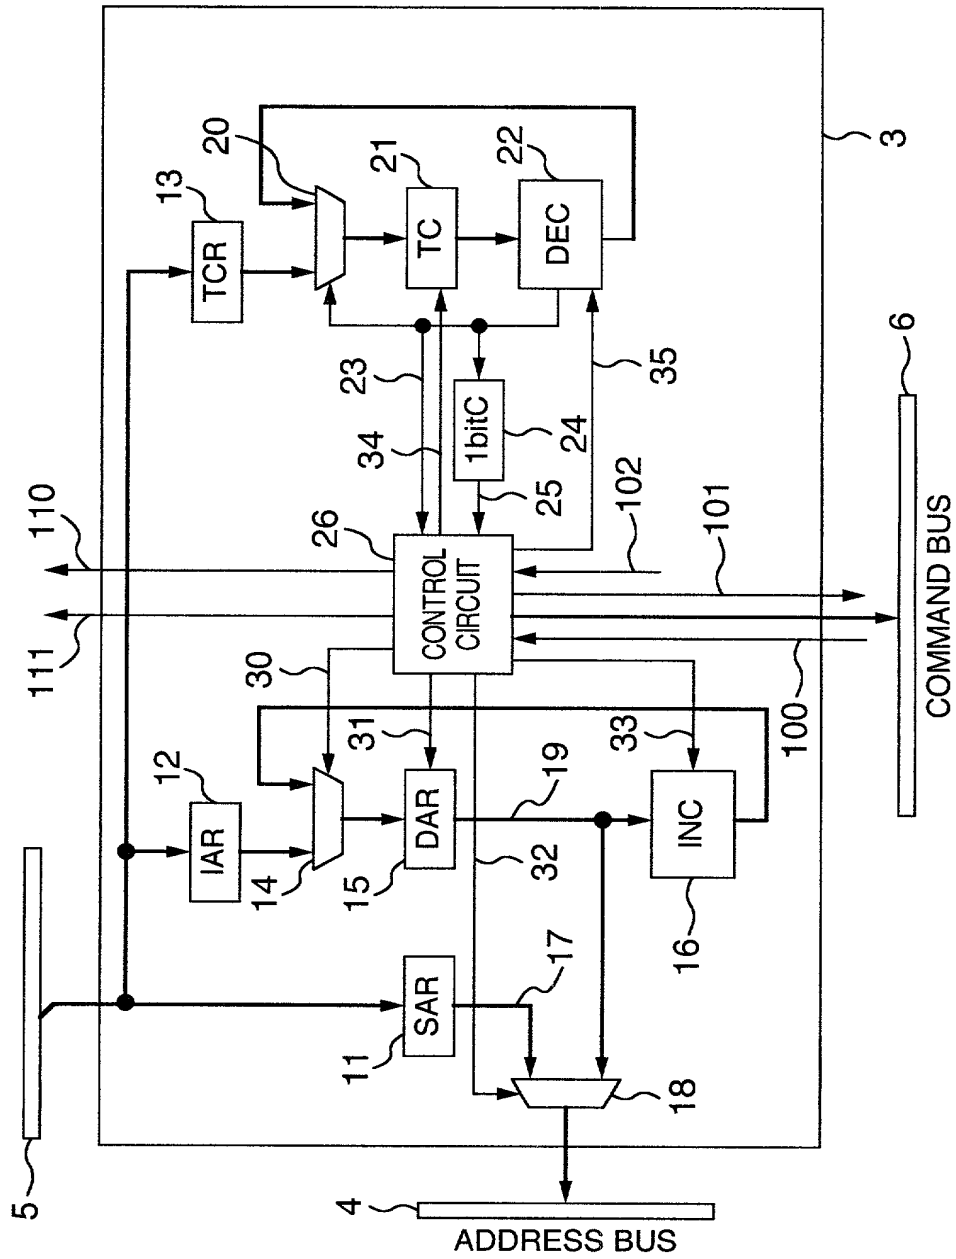 110
111
5
13
TCR
20
21
TC
22
DEC
3
23
34
1bitC
24
25
35
6
26
CONTROL
CIRCUIT
102
101
COMMAND BUS
30
31
32
33
100
12
IAR
14
15
DAR
19
INC
16
11
SAR
17
18
4
ADDRESS BUS